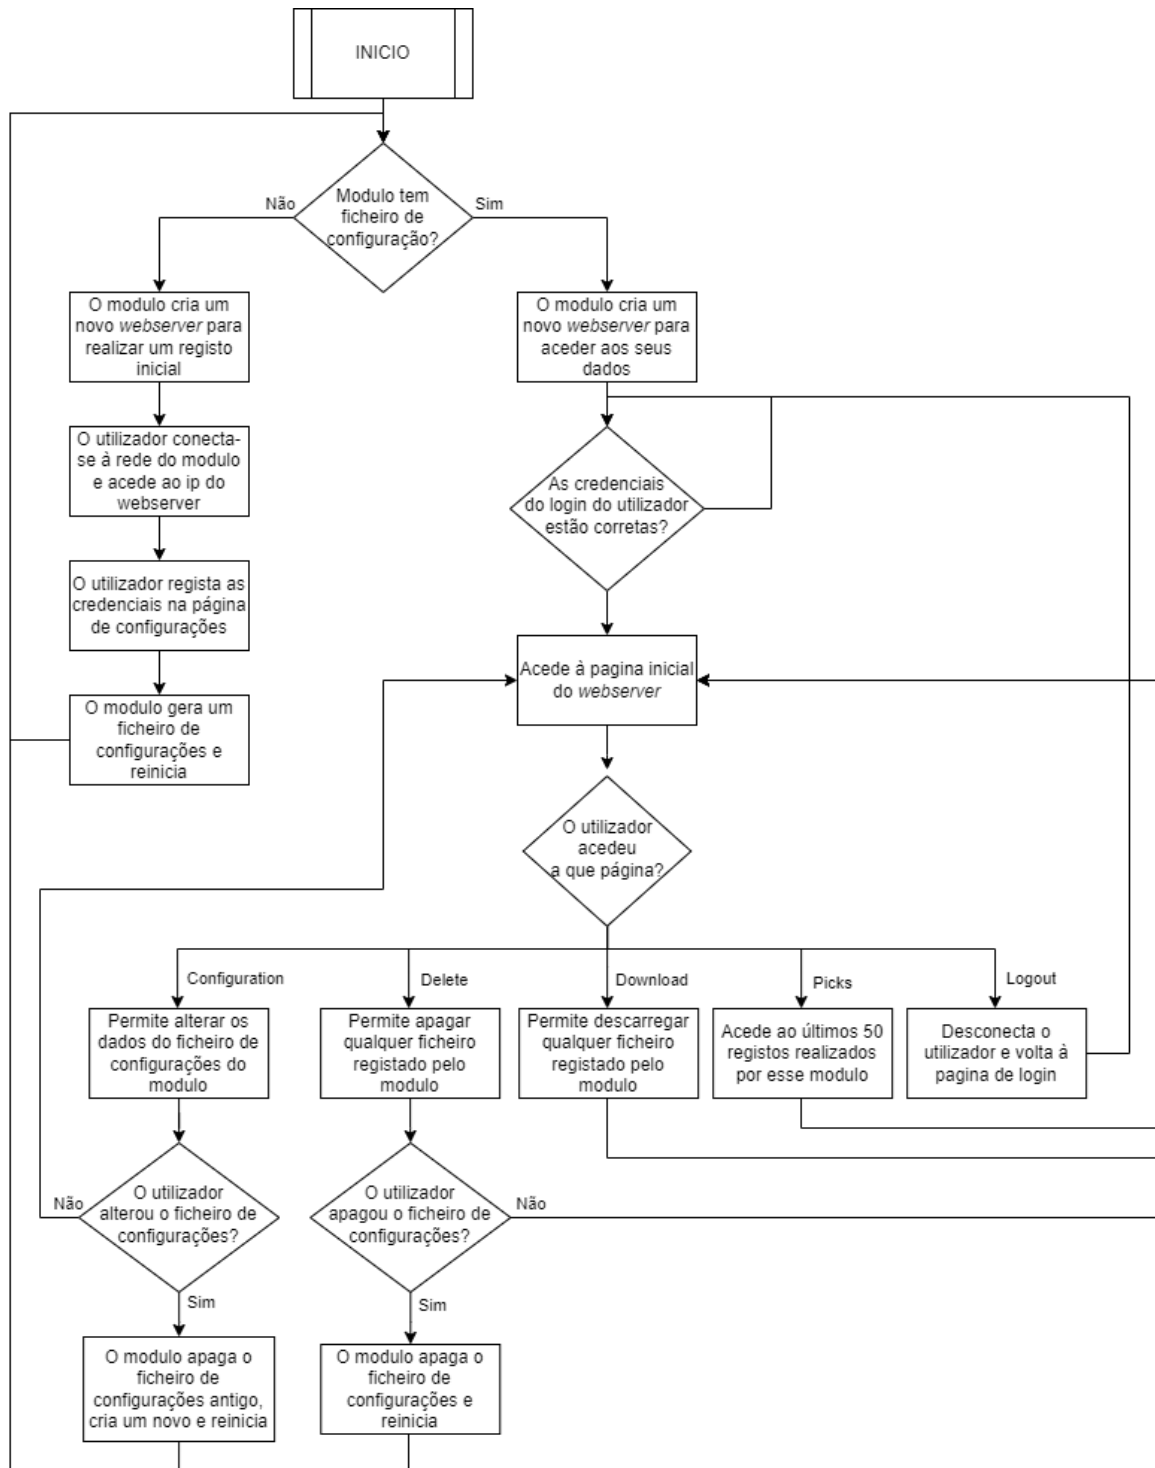 INICIO
Modulo tem
ficheiro de
configuração?
Não
Sim
O modulo cria um
novo webserver para
realizar um registo
inicial
O modulo cria um
novo webserver para
aceder aos seus
dados
O utilizador conecta-
se à rede do modulo
e acede ao ip do
webserver
As credenciais
do login do utilizador
estão corretas?
O utilizador regista as
credenciais na página
de configurações
Acede à pagina inicial
do webserver
O modulo gera um
ficheiro de
configurações e
reinicia
O utilizador
acedeu
a que página?
Configuration
Delete
Download
Picks
Logout
Permite alterar os
dados do ficheiro de
configurações do
modulo
Permite apagar
qualquer ficheiro
registado pelo
modulo
Permite descarregar
qualquer ficheiro
registado pelo
modulo
Acede ao últimos 50
registos realizados
por esse modulo
Desconecta o
utilizador e volta à
pagina de login
Não
O utilizador
alterou o ficheiro de
configurações?
O utilizador
apagou o ficheiro de
configurações?
Não
Sim
Sim
O modulo apaga o
ficheiro de
configurações antigo,
cria um novo e reinicia
O modulo apaga o
ficheiro de
configurações e
reinicia